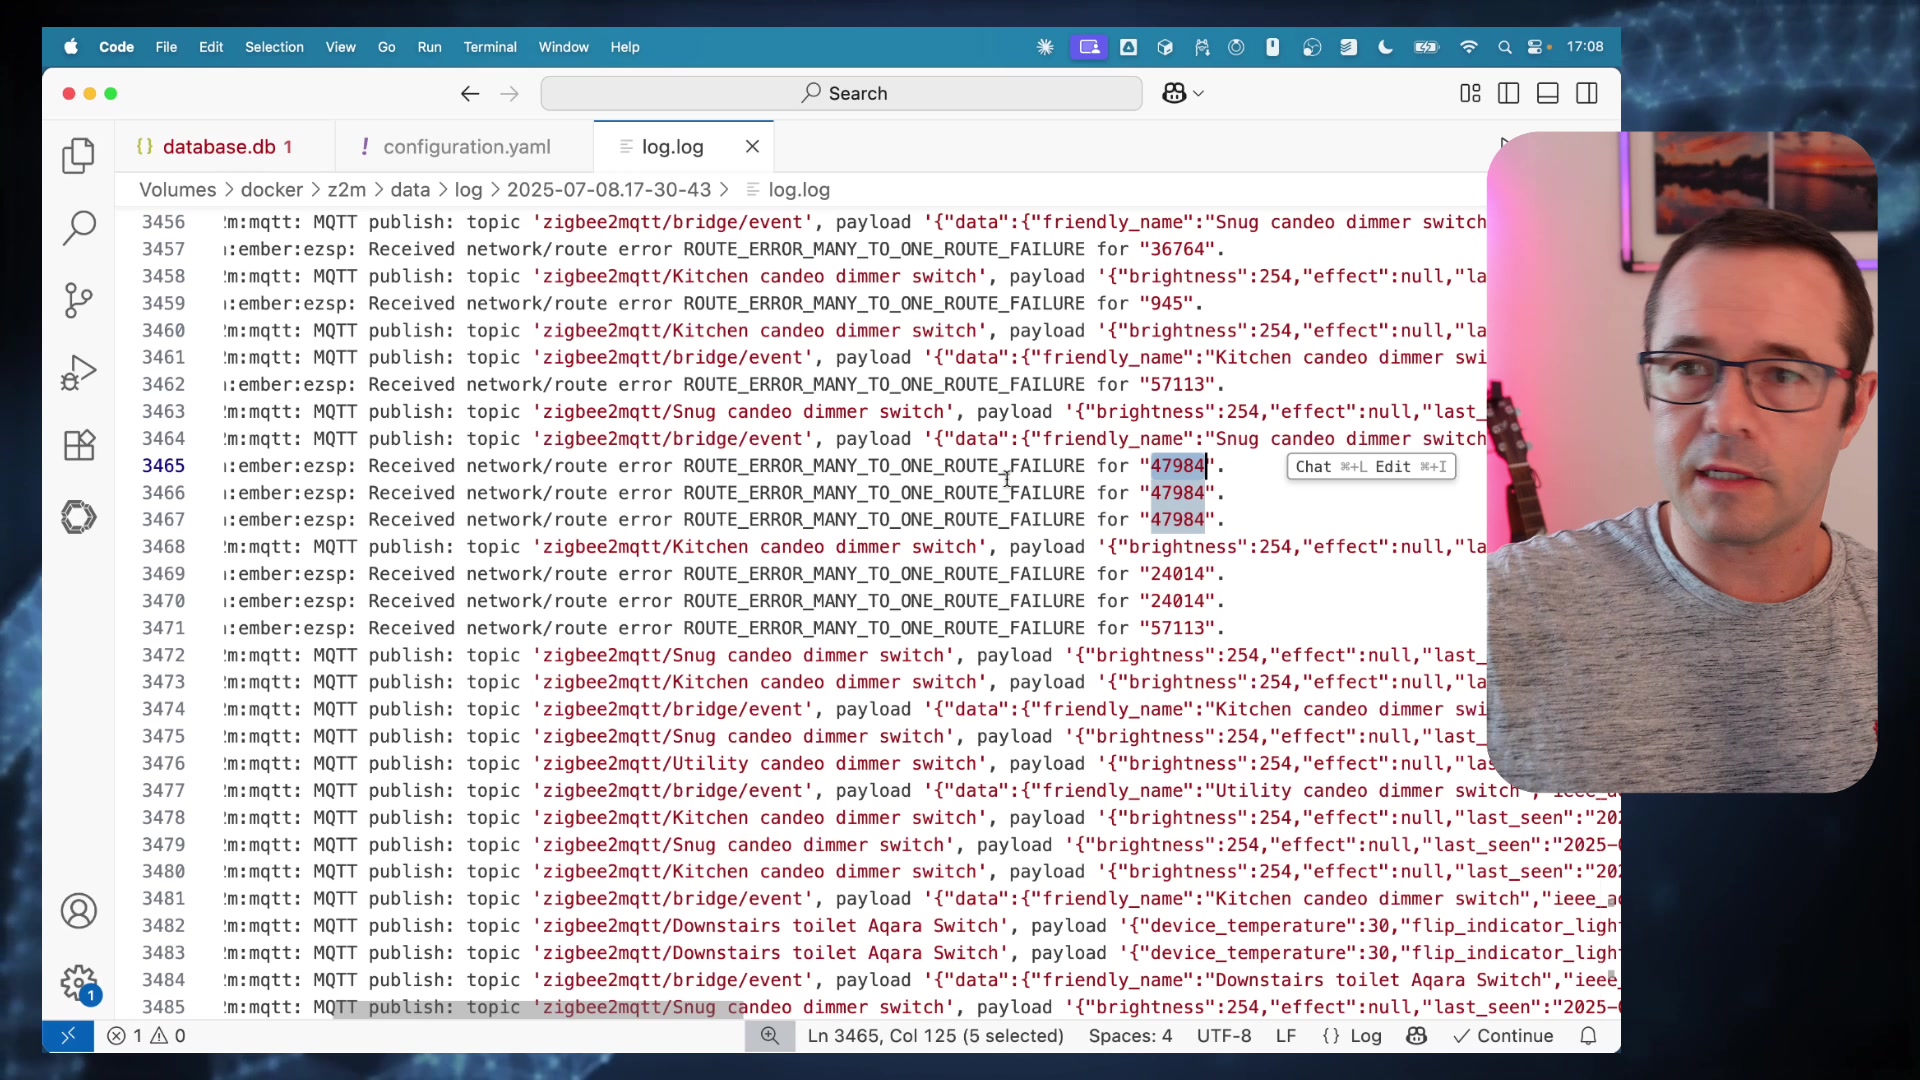 Code File Edit Selection View Go Run Terminal Window Help 17:08
Search
database.db 1 configuration.yaml log.log
Volumes > docker > z2m > data > log > 2025-07-08.17-30-43 > log.log
3456 :mqtt: MQTT publish: topic 'zigbee2mqtt/bridge/event', payload '{"data":{"friendly_name":"Snug candeo dimmer switch
3457 :ember:ezsp: Received network/route error ROUTE_ERROR_MANY_TO_ONE_ROUTE_FAILURE for "36764".
3458 m:mqtt: MQTT publish: topic 'zigbee2mqtt/Kitchen candeo dimmer switch', payload '{"brightness":254,"effect":null,"la
3459 :ember:ezsp: Received network/route error ROUTE_ERROR_MANY_TO_ONE_ROUTE_FAILURE for "945".
3460 m:mqtt: MQTT publish: topic 'zigbee2mqtt/Kitchen candeo dimmer switch', payload '{"brightness":254,"effect":null,"la
3461 m:mqtt: MQTT publish: topic 'zigbee2mqtt/bridge/event', payload '{"data":{"friendly_name":"Kitchen candeo dimmer swi
3462 :ember:ezsp: Received network/route error ROUTE_ERROR_MANY_TO_ONE_ROUTE_FAILURE for "57113".
3463 m:mqtt: MQTT publish: topic 'zigbee2mqtt/Snug candeo dimmer switch', payload '{"brightness":254,"effect":null,"last_
3464 m:mqtt: MQTT publish: topic 'zigbee2mqtt/bridge/event', payload '{"data":{"friendly_name":"Snug candeo dimmer switch
3465 :ember:ezsp: Received network/route error ROUTE_ERROR_MANY_TO_ONE_ROUTE_FAILURE for "47984". Chat ⌘+L Edit ⌘+I
3466 :ember:ezsp: Received network/route error ROUTE_ERROR_MANY_TO_ONE_ROUTE_FAILURE for "47984".
3467 :ember:ezsp: Received network/route error ROUTE_ERROR_MANY_TO_ONE_ROUTE_FAILURE for "47984".
3468 m:mqtt: MQTT publish: topic 'zigbee2mqtt/Kitchen candeo dimmer switch', payload '{"brightness":254,"effect":null,"la
3469 :ember:ezsp: Received network/route error ROUTE_ERROR_MANY_TO_ONE_ROUTE_FAILURE for "24014".
3470 :ember:ezsp: Received network/route error ROUTE_ERROR_MANY_TO_ONE_ROUTE_FAILURE for "24014".
3471 :ember:ezsp: Received network/route error ROUTE_ERROR_MANY_TO_ONE_ROUTE_FAILURE for "57113".
3472 m:mqtt: MQTT publish: topic 'zigbee2mqtt/Snug candeo dimmer switch', payload '{"brightness":254,"effect":null,"last_
3473 m:mqtt: MQTT publish: topic 'zigbee2mqtt/Kitchen candeo dimmer switch', payload '{"brightness":254,"effect":null,"la
3474 m:mqtt: MQTT publish: topic 'zigbee2mqtt/bridge/event', payload '{"data":{"friendly_name":"Kitchen candeo dimmer swi
3475 m:mqtt: MQTT publish: topic 'zigbee2mqtt/Snug candeo dimmer switch', payload '{"brightness":254,"effect":null,"last_
3476 m:mqtt: MQTT publish: topic 'zigbee2mqtt/Utility candeo dimmer switch', payload '{"brightness":254,"effect":null,"la
3477 m:mqtt: MQTT publish: topic 'zigbee2mqtt/bridge/event', payload '{"data":{"friendly_name":"Utility candeo dimmer switch","ieee_a
3478 m:mqtt: MQTT publish: topic 'zigbee2mqtt/Kitchen candeo dimmer switch', payload '{"brightness":254,"effect":null,"last_seen":"202
3479 m:mqtt: MQTT publish: topic 'zigbee2mqtt/Snug candeo dimmer switch', payload '{"brightness":254,"effect":null,"last_seen":"2025-0
3480 m:mqtt: MQTT publish: topic 'zigbee2mqtt/Kitchen candeo dimmer switch', payload '{"brightness":254,"effect":null,"last_seen":"202
3481 m:mqtt: MQTT publish: topic 'zigbee2mqtt/bridge/event', payload '{"data":{"friendly_name":"Kitchen candeo dimmer switch","ieee_a
3482 m:mqtt: MQTT publish: topic 'zigbee2mqtt/Downstairs toilet Aqara Switch', payload '{"device_temperature":30,"flip_indicator_ligh
3483 m:mqtt: MQTT publish: topic 'zigbee2mqtt/Downstairs toilet Aqara Switch', payload '{"device_temperature":30,"flip_indicator_ligh
3484 m:mqtt: MQTT publish: topic 'zigbee2mqtt/bridge/event', payload '{"data":{"friendly_name":"Downstairs toilet Aqara Switch","ieee_
3485 m:mqtt: MQTT publish: topic 'zigbee2mqtt/Snug candeo dimmer switch', payload '{"brightness":254,"effect":null,"last_seen":"2025-0
1
1 0 Ln 3465, Col 125 (5 selected) Spaces: 4 UTF-8 LF {} Log Continue